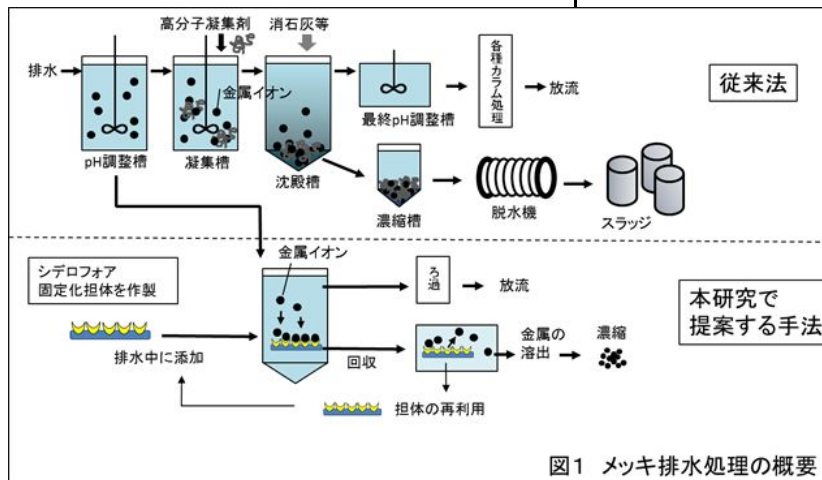 高分子凝集剤
消石灰等
排水
金属イオン
pH調整槽
凝集槽
沈殿槽
最終pH調整槽
各種カラム処理
放流
従来法
濃縮槽
脱水機
スラッジ
シデロフォア
固定化担体を作製
金属イオン
ろ過
放流
本研究で
提案する手法
排水中に添加
回収
金属の
溶出
濃縮
担体の再利用
図1 メッキ排水処理の概要